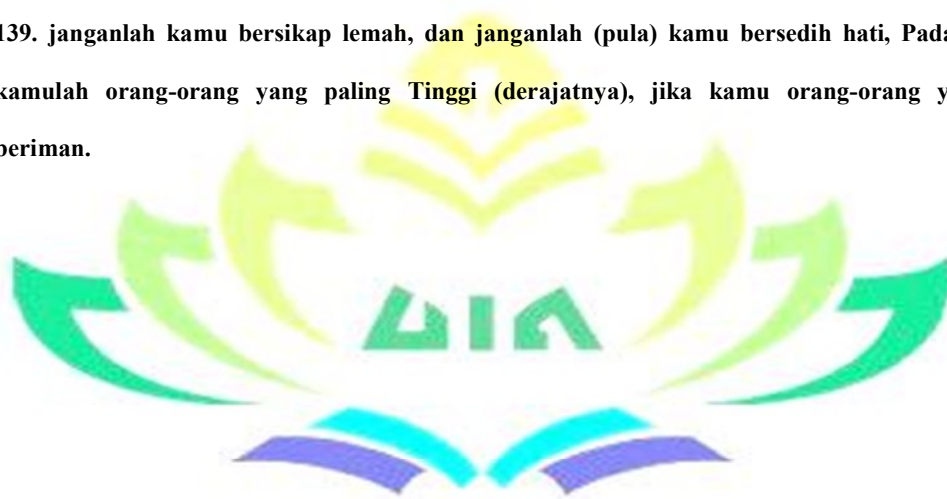 139. janganlah kamu bersikap lemah, dan janganlah (pula) kamu bersedih hati, Pada
kamulah orang-orang yang paling Tinggi (derajatnya), jika kamu orang-orang y
beriman.